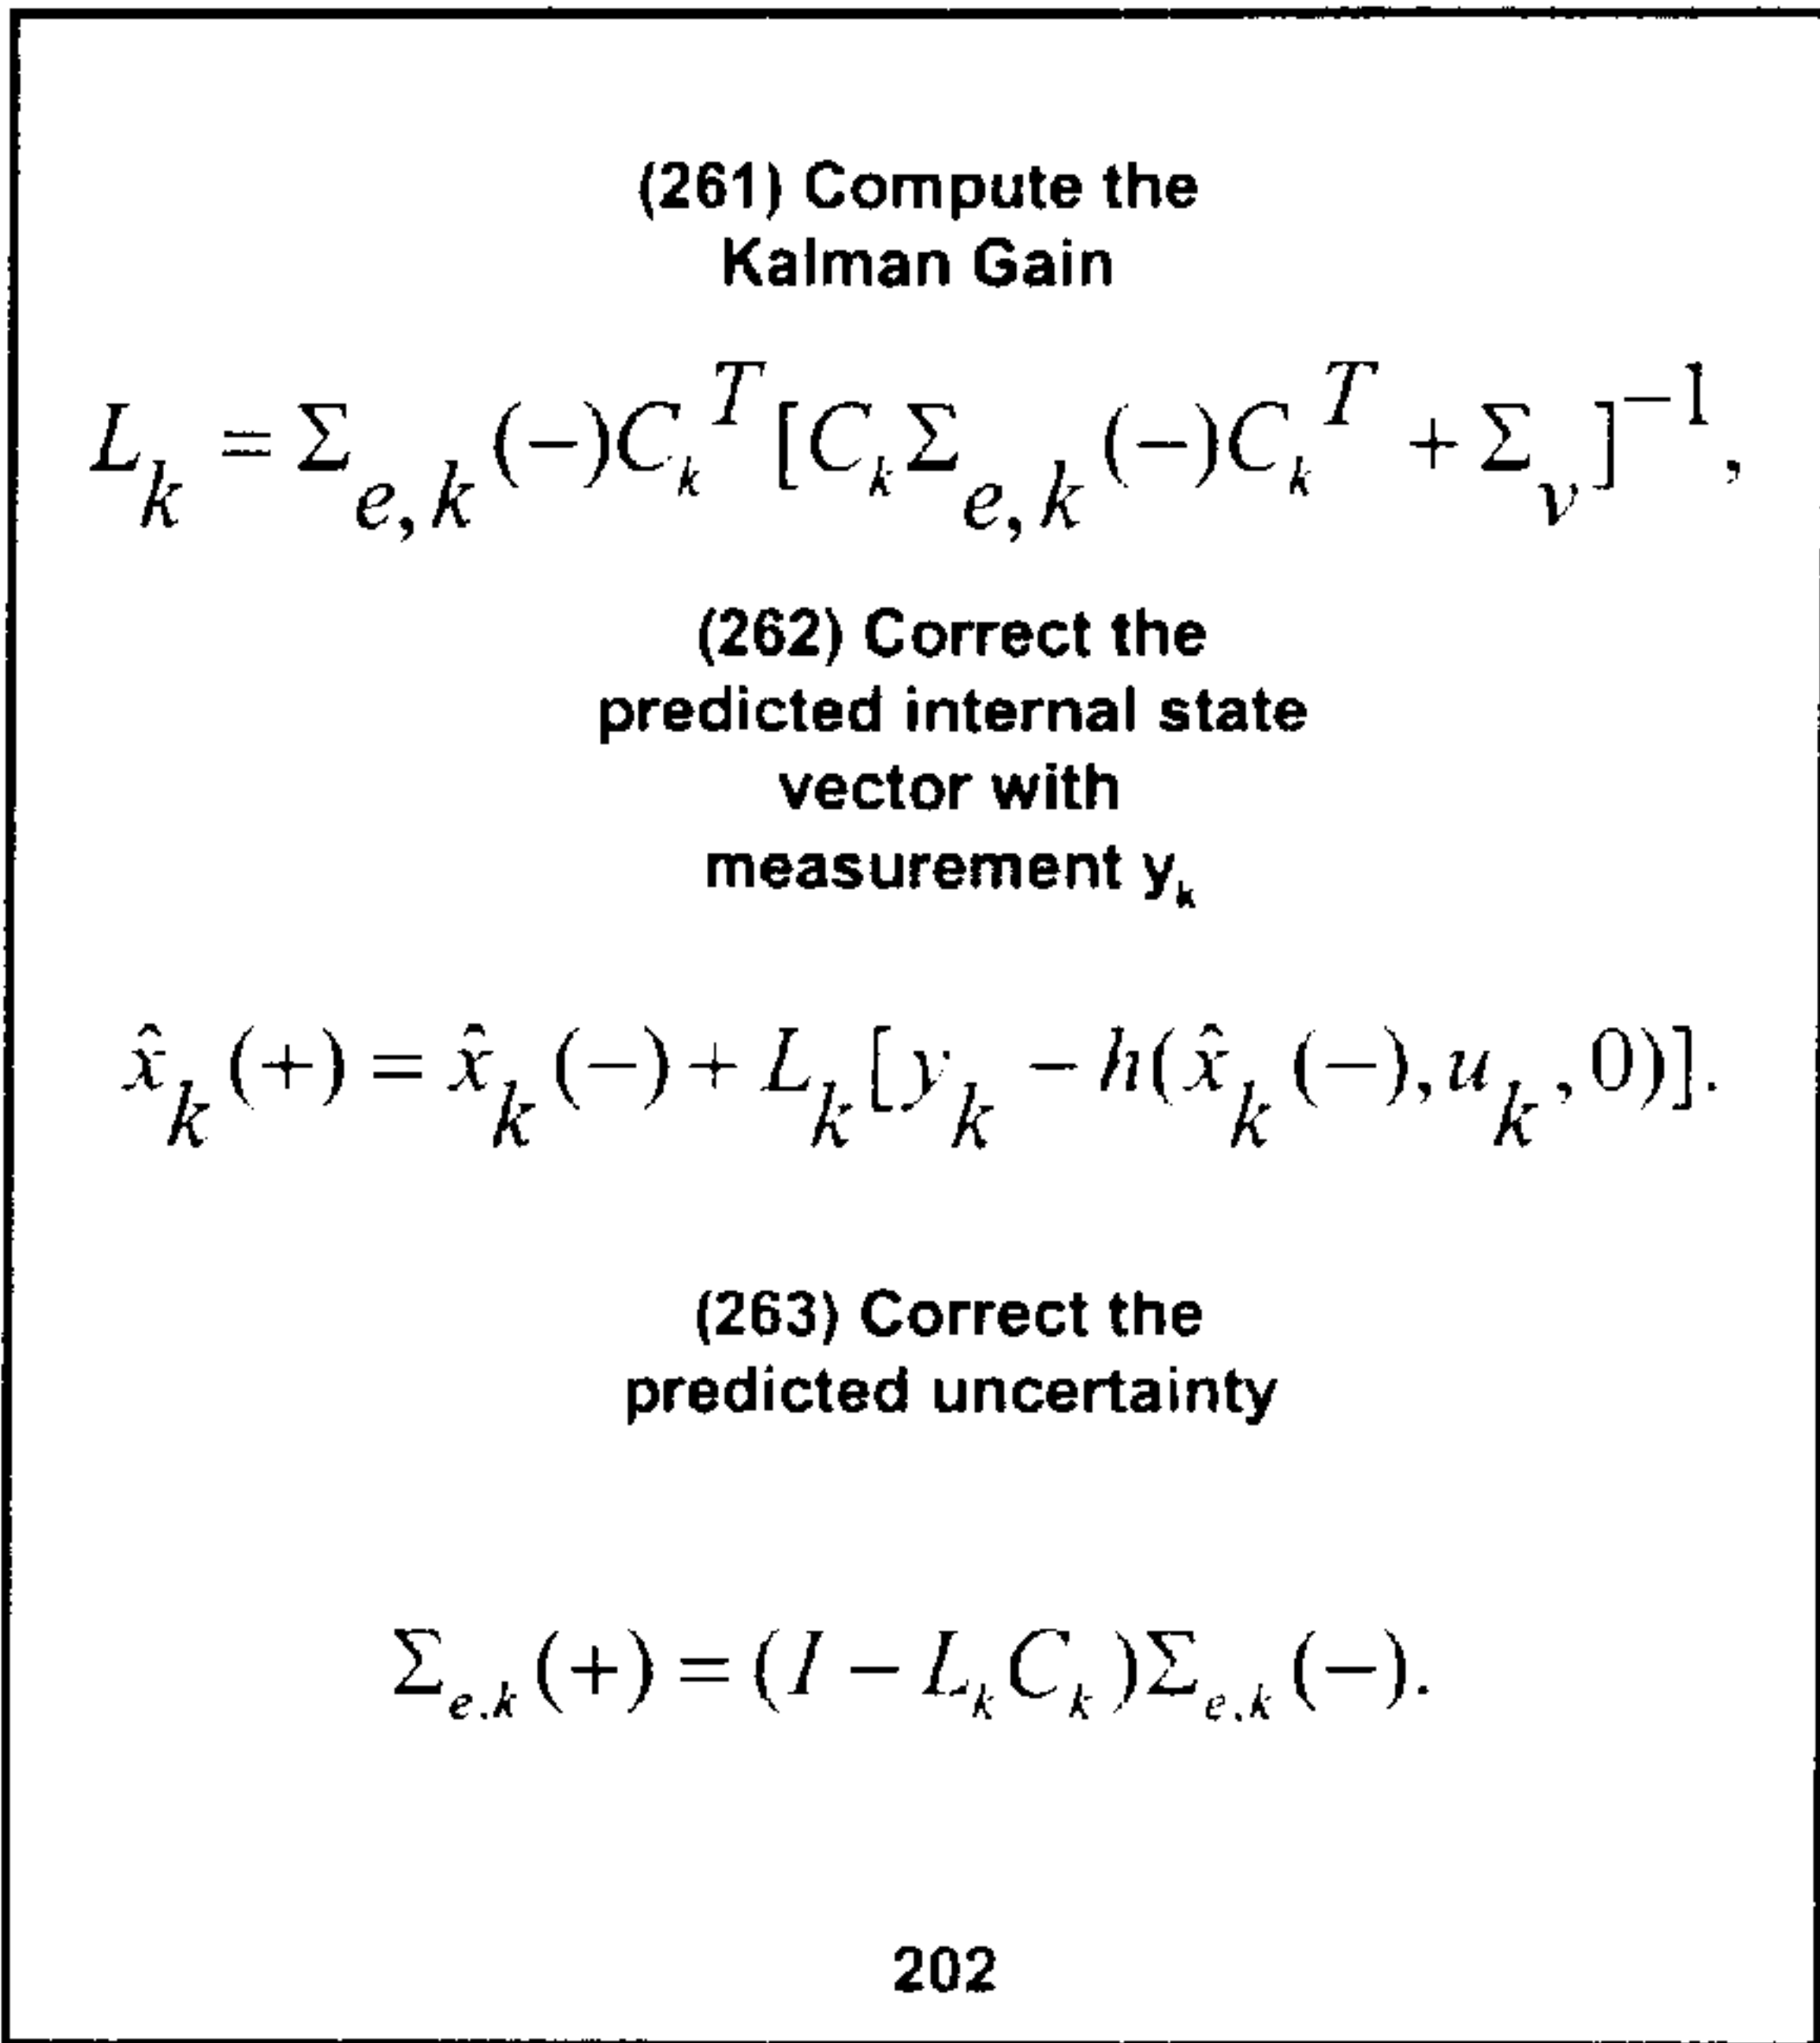 (261) Compute the
Kalman Gain
L_k = Σ_{e,k}(−)C_k^T[C_kΣ_{e,k}(−)C_k^T + Σ_v]^{−1},
(262) Correct the
predicted internal state
vector with
measurement y_k
x̂_k(+) = x̂_k(−) + L_k[y_k − h(x̂_k(−),u_k,0)].
(263) Correct the
predicted uncertainty
Σ_{e.k}(+) = (I − L_kC_k)Σ_{e.k}(−).
202